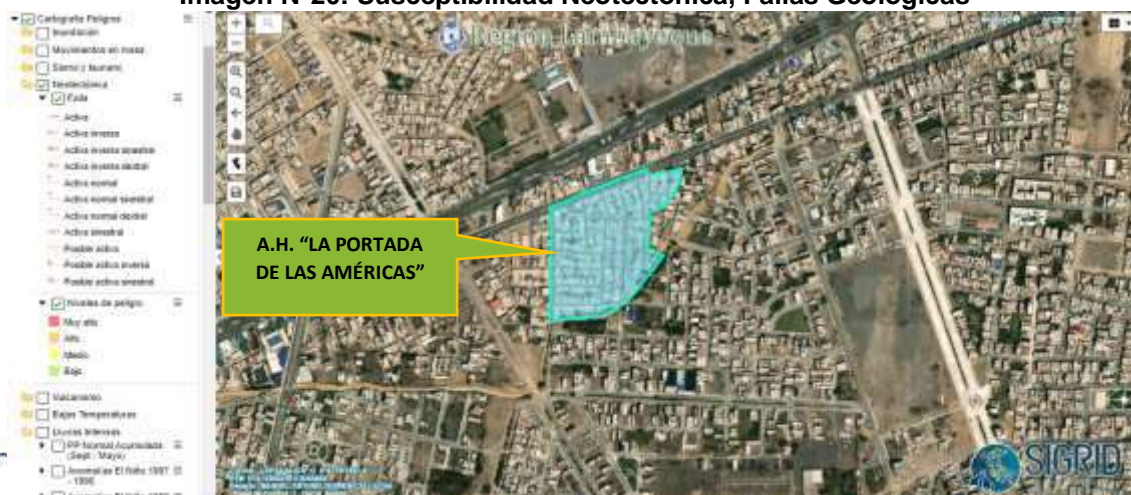 Imagen N°20: Susceptibilidad Neotectónica, Fallas Geológicas
Cartografía Peligros
Inundación
Movimientos en masa
Sismo y tsunami
Neotectónica
Falla
Activa
Activa inversa
Activa inversa sinestral
Activa inversa dextral
Activa normal
Activa normal sinestral
Activa normal dextral
Activa sinestral
Posible activa
Posible activa inversa
Posible activa sinestral
Niveles de peligro
Muy alto
Alto
Medio
Bajo
Vulcanismo
Bajas Temperaturas
Lluvias Intensas
PP Normal Acumulada
(Sept - Mayo)
Anomalías El Niño 1997
- 1998
Región Lambayeque
A.H. “LA PORTADA
DE LAS AMÉRICAS”
SIGRID